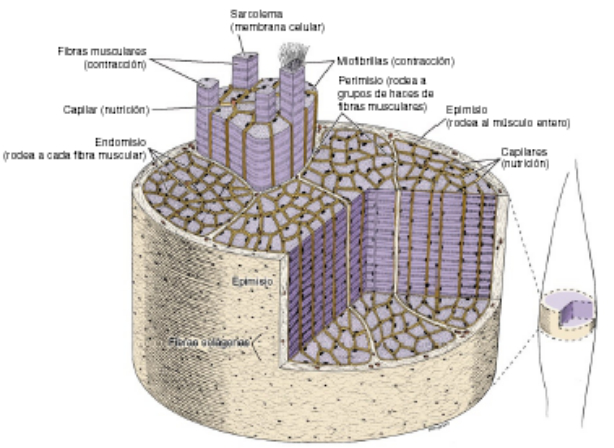 Sarcolema
(membrana celular)
Fibras musculares
(contracción)
Miofibrillas (contracción)
Perimisio (rodea a
grupos de haces de
fibras musculares)
Capilar (nutrición)
Epimisio
(rodea al músculo entero)
Endomisio
(rodea a cada fibra muscular)
Capilares
(nutrición)
Epimisio
Fibras colágenas